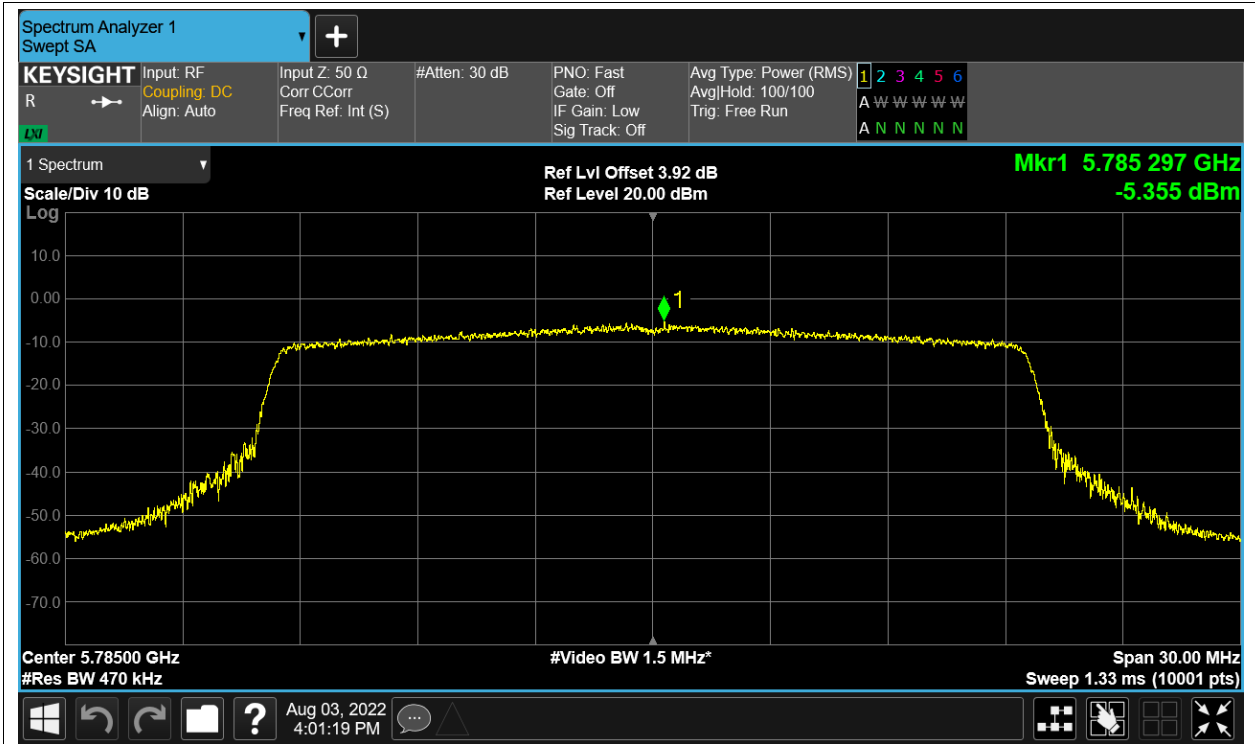 Spectrum Analyzer 1
Swept SA
KEYSIGHT
R
LXI
Input: RF
Coupling: DC
Align: Auto
Input Z: 50 Ω
Corr CCorr
Freq Ref: Int (S)
#Atten: 30 dB
PNO: Fast
Gate: Off
IF Gain: Low
Sig Track: Off
Avg Type: Power (RMS)
Avg|Hold: 100/100
Trig: Free Run
1 2 3 4 5 6
A W W W W W
A N N N N N
1 Spectrum
Scale/Div 10 dB
Log
Ref Lvl Offset 3.92 dB
Ref Level 20.00 dBm
Mkr1 5.785 297 GHz
-5.355 dBm
10.0
0.00
-10.0
-20.0
-30.0
-40.0
-50.0
-60.0
-70.0
1
Center 5.78500 GHz
#Res BW 470 kHz
#Video BW 1.5 MHz*
Span 30.00 MHz
Sweep 1.33 ms (10001 pts)
?
Aug 03, 2022
4:01:19 PM